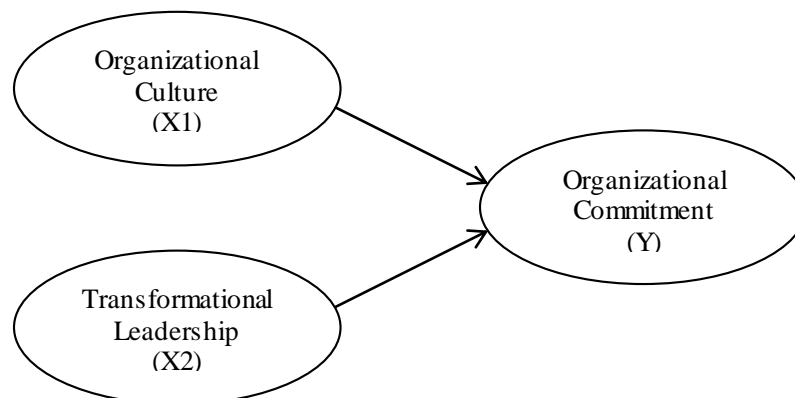 Organizational
Culture
(X1)
Organizational
Commitment
(Y)
Transformational
Leadership
(X2)